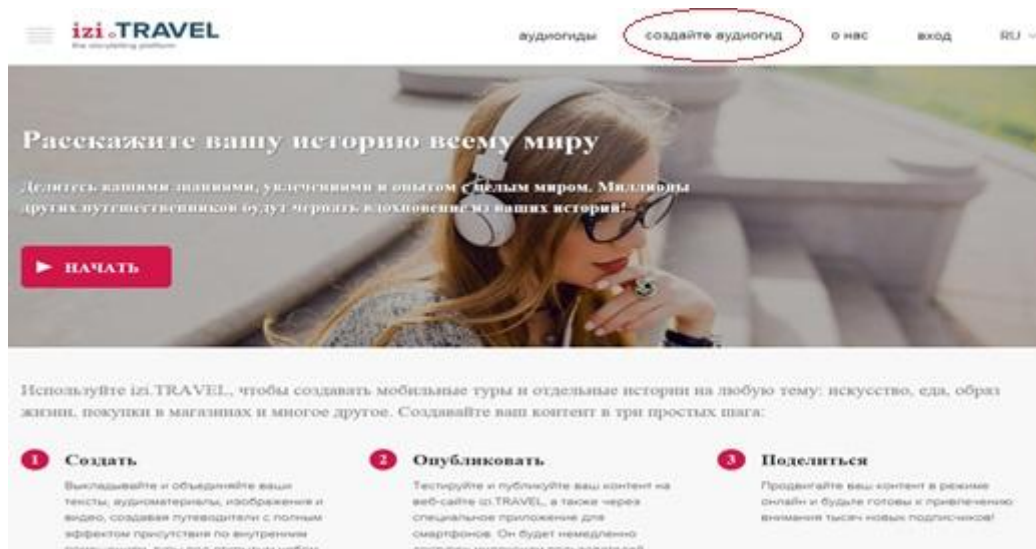 izi.TRAVEL
the storytelling platform
аудиогиды
создайте аудиогид
о нас
вход
RU
Расскажите вашу историю всему миру
Делитесь вашими знаниями, увлечениями и опытом с целым миром. Миллионы
других путешественников будут черпать вдохновение из ваших историй!
НАЧАТЬ
Используйте izi.TRAVEL, чтобы создавать мобильные туры и отдельные истории на любую тему: искусство, еда, образ
жизни, покупки в магазинах и многое другое. Создавайте ваш контент в три простых шага:
1 Создать
Выкладывайте и объединяйте ваши
тексты, аудиоматериалы, изображения и
видео, создавая путеводители с полным
эффектом присутствия по внутренним
2 Опубликовать
Тестируйте и публикуйте ваш контент на
веб-сайте izi.TRAVEL, а также через
специальное приложение для
смартфонов. Он будет немедленно
3 Поделиться
Продвигайте ваш контент в режиме
онлайн и будьте готовы к привлечению
внимания тысяч новых подписчиков!